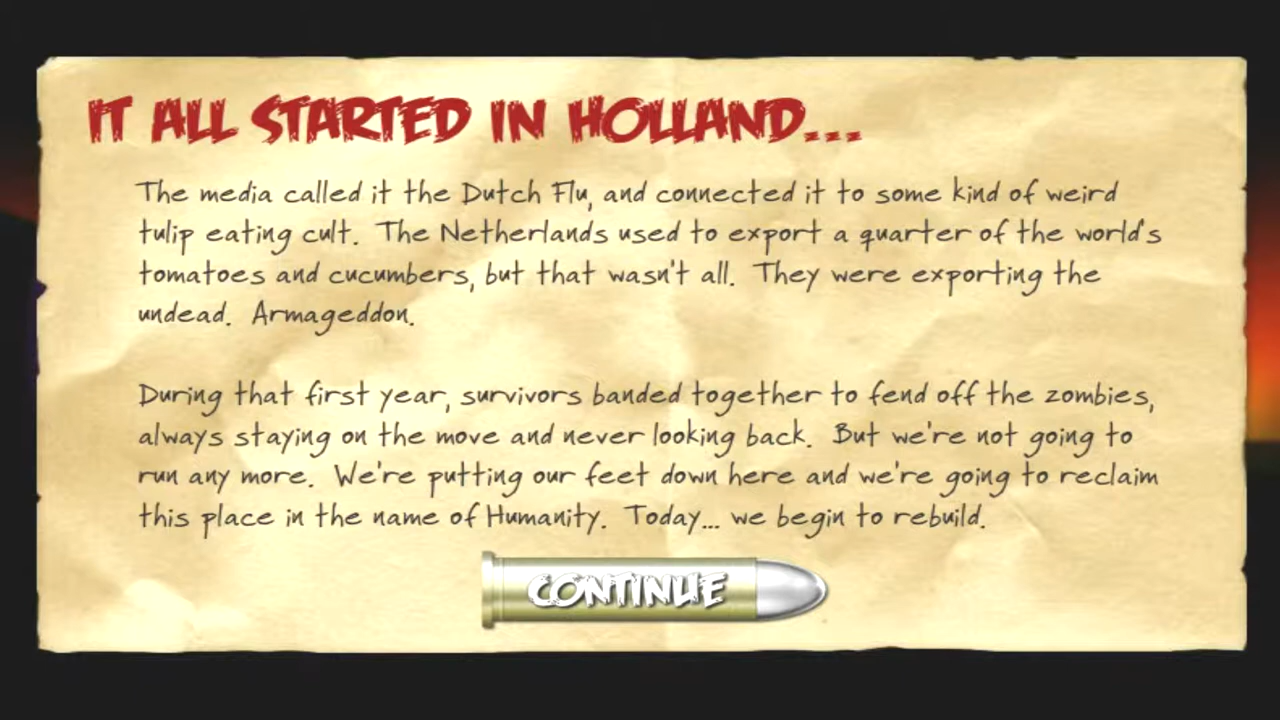 IT ALL STARTED IN HOLLAND...
The media called it the Dutch Flu, and connected it to some kind of weird
tulip eating cult.  The Netherlands used to export a quarter of the world's
tomatoes and cucumbers, but that wasn't all.  They were exporting the
undead.  Armageddon.
During that first year, survivors banded together to fend off the zombies,
always staying on the move and never looking back.  But we're not going to
run any more.  We're putting our feet down here and we're going to reclaim
this place in the name of Humanity.  Today... we begin to rebuild.
CONTINUE